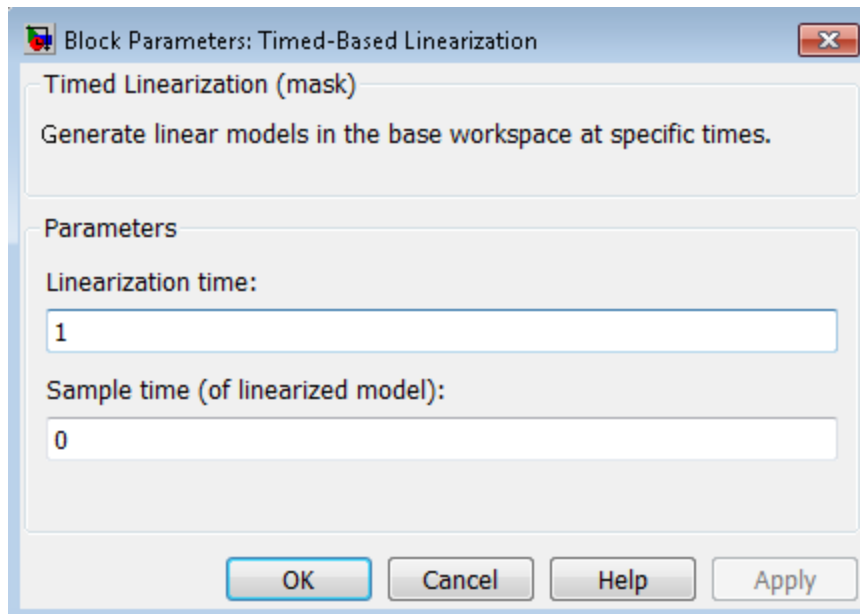 Block Parameters: Timed-Based Linearization
Timed Linearization (mask)
Generate linear models in the base workspace at specific times.
Parameters
Linearization time:
1
Sample time (of linearized model):
0
OK Cancel Help Apply